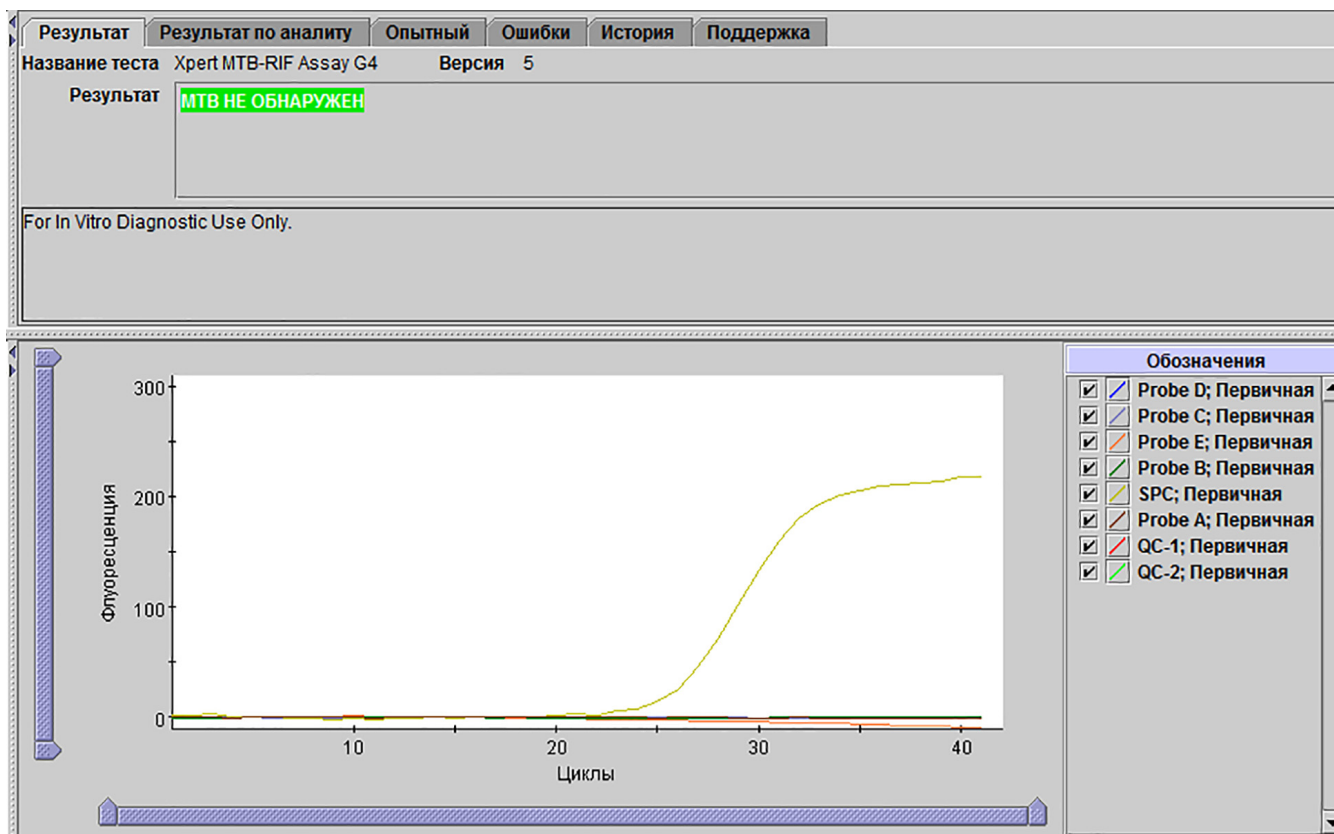 Результат Результат по аналиту Опытный Ошибки История Поддержка
Название теста Xpert MTB-RIF Assay G4 Версия 5
Результат МТВ НЕ ОБНАРУЖЕН
For In Vitro Diagnostic Use Only.
Обозначения
Probe D; Первичная
Probe C; Первичная
Probe E; Первичная
Probe B; Первичная
SPC; Первичная
Probe A; Первичная
QC-1; Первичная
QC-2; Первичная
Флуоресценция
300
200
100
0
10 20 30 40
Циклы